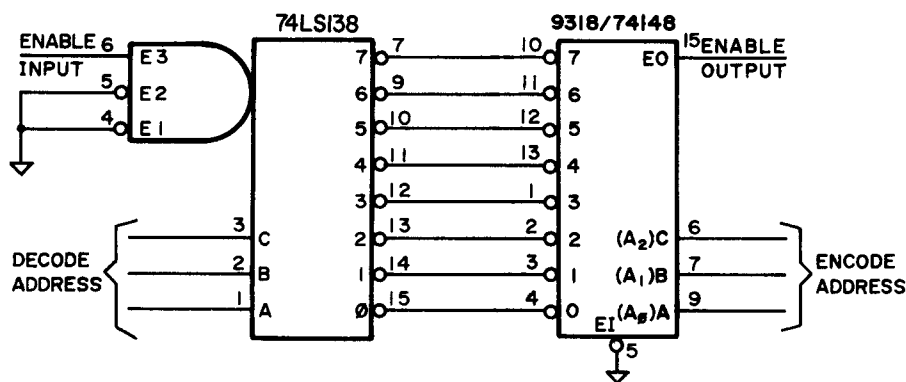 74LS138
9318/74148
ENABLE
INPUT
6
E3
5
E2
4
E1
7 7
6 9
5 10
4 11
3 12
2 13
1 14
Ø 15
10 7
11 6
12 5
13 4
1 3
2 2
3 1
4 0
EO
15
ENABLE
OUTPUT
DECODE
ADDRESS
3
C
2
B
1
A
(A₂)C
6
(A₁)B
7
(AØ)A
9
ENCODE
ADDRESS
EI
5